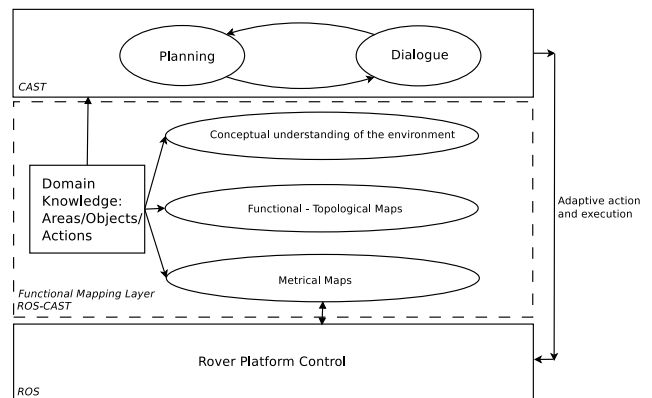 Planning
Dialogue
CAST
Conceptual understanding of the environment
Domain
Knowledge:
Areas/Objects/
Actions
Functional - Topological Maps
Adaptive action
and execution
Metrical Maps
Functional Mapping Layer
ROS-CAST
Rover Platform Control
ROS